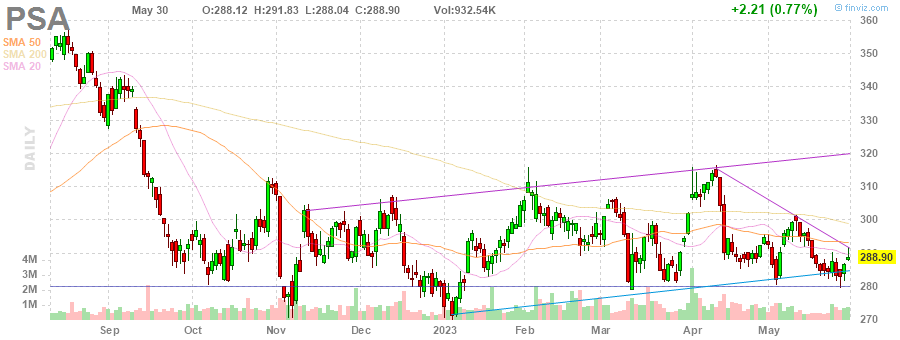 PSA May 30 O:288.12 H:291.83 L:288.04 C:288.90 Vol:932.54K +2.21 (0.77%) © finviz.com
SMA 50
SMA 200
SMA 20
DAILY
360
350
340
330
320
310
300
290
288.90
280
270
4M
3M
2M
1M
Sep Oct Nov Dec 2023 Feb Mar Apr May